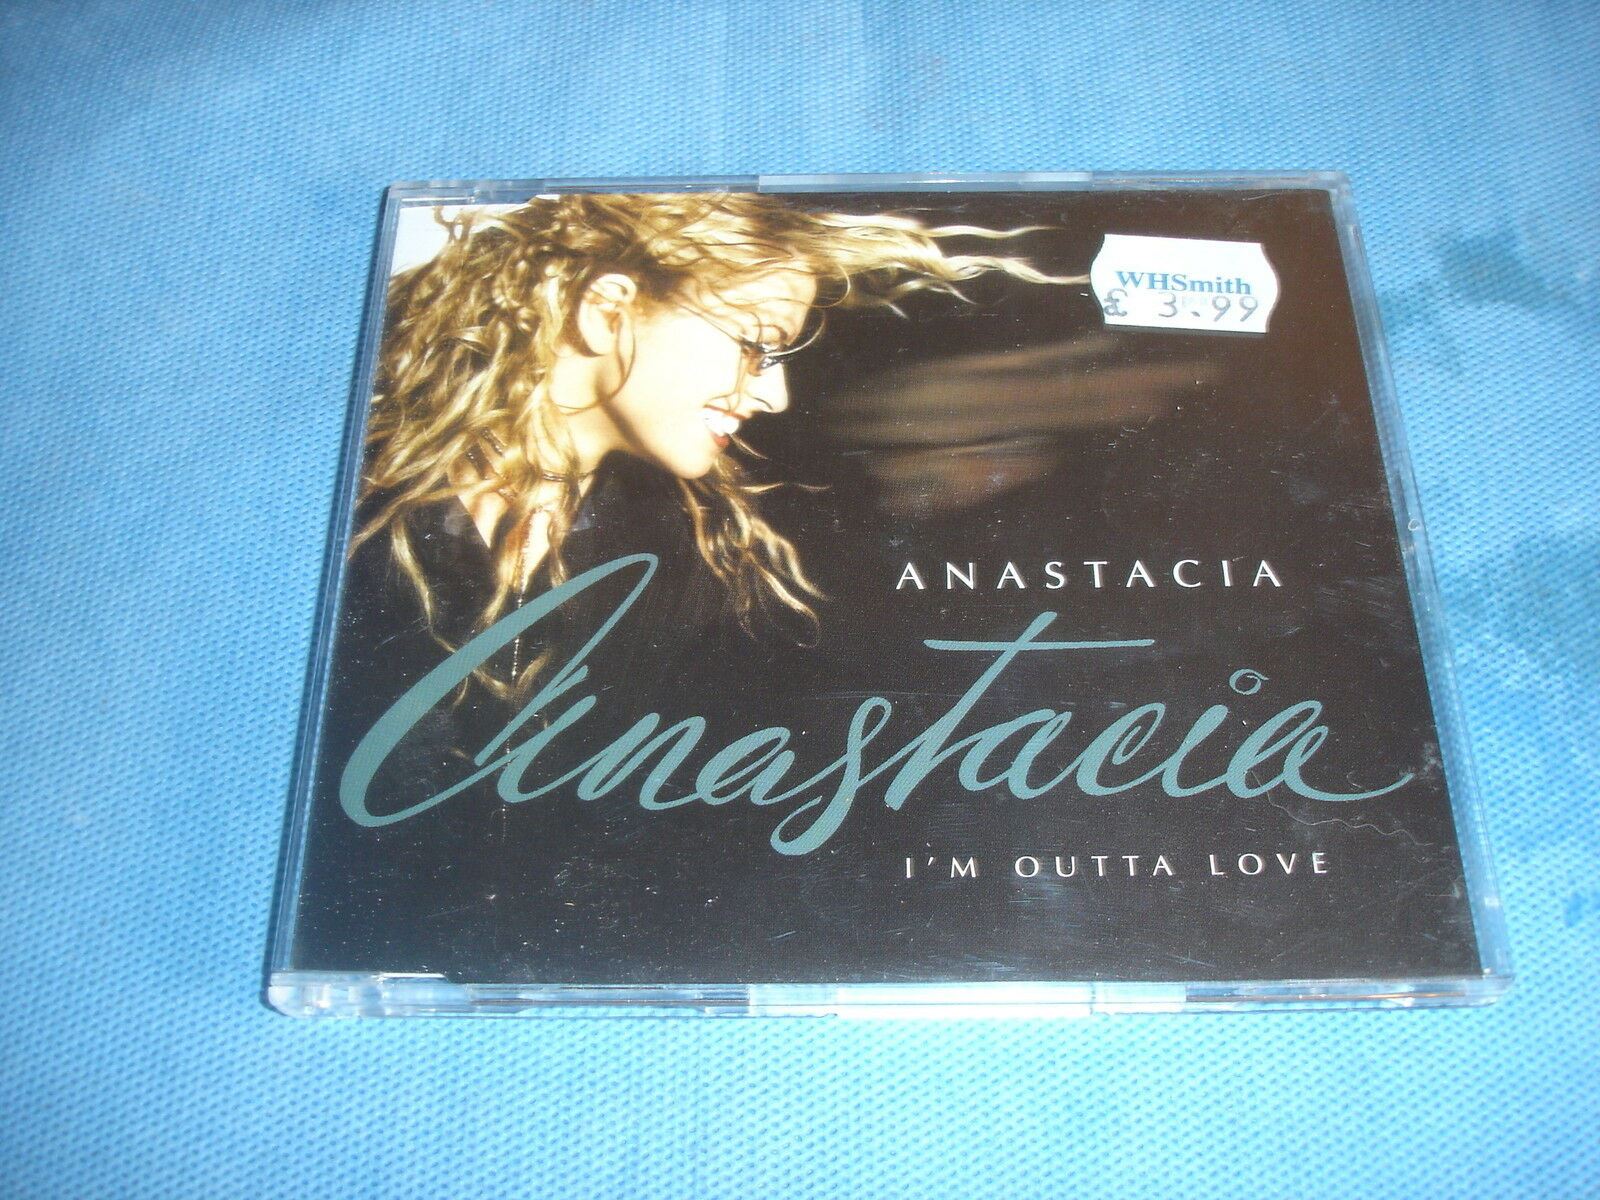 WHSmith
£ 3.99
ANASTACIA
Anastacia
I'M OUTTA LOVE